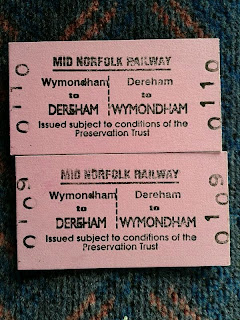 MID NORFOLK RAILWAY
Wymondham Dereham
to to
DEREHAM WYMONDHAM
Issued subject to conditions of the
Preservation Trust
0110 0110
MID NORFOLK RAILWAY
Wymondham Dereham
to to
DEREHAM WYMONDHAM
Issued subject to conditions of the
Preservation Trust
0109 0109